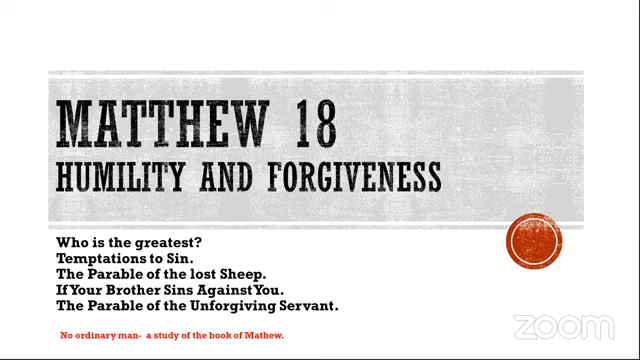 MATTHEW 18
HUMILITY AND FORGIVENESS
Who is the greatest?
Temptations to Sin.
The Parable of the lost Sheep.
If Your Brother Sins Against You.
The Parable of the Unforgiving Servant.
No ordinary man- a study of the book of Mathew.
zoom